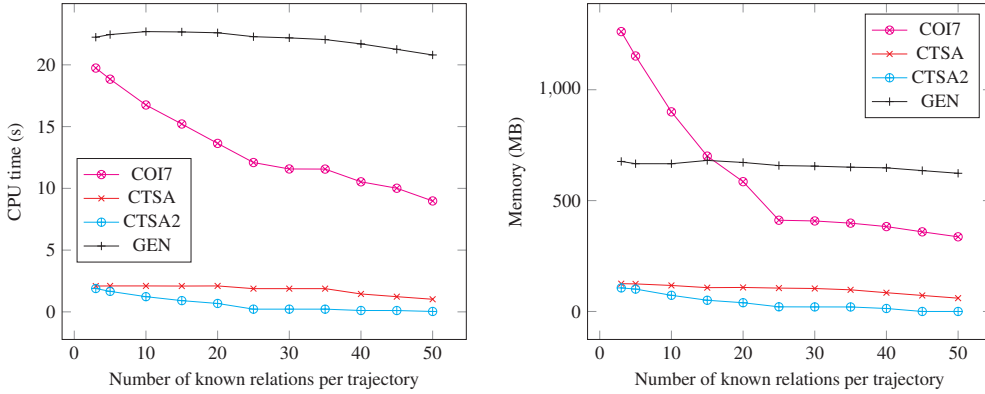 20
15
10
5
0
CPU time (s)
COI7
CTSA
CTSA2
GEN
0
10
20
30
40
50
Number of known relations per trajectory
1,000
500
0
Memory (MB)
COI7
CTSA
CTSA2
GEN
0
10
20
30
40
50
Number of known relations per trajectory